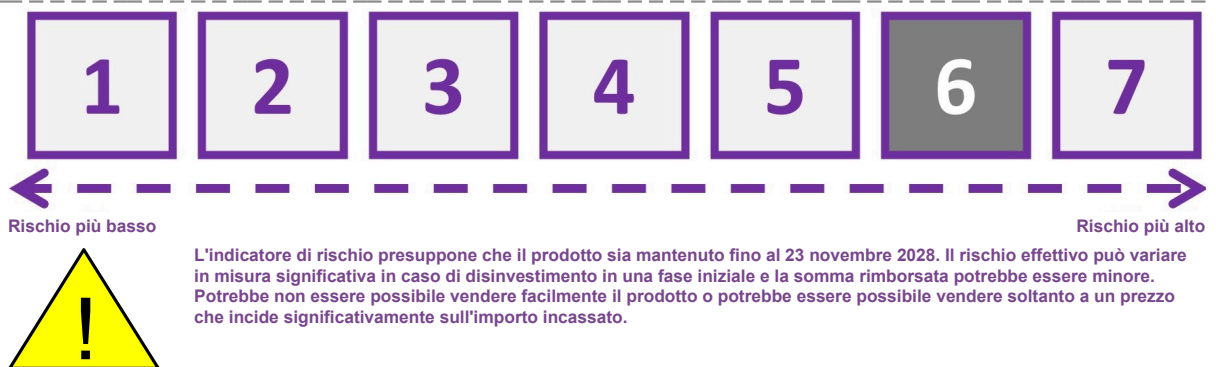 1 2 3 4 5 6 7
Rischio più basso Rischio più alto
L'indicatore di rischio presuppone che il prodotto sia mantenuto fino al 23 novembre 2028. Il rischio effettivo può variare
in misura significativa in caso di disinvestimento in una fase iniziale e la somma rimborsata potrebbe essere minore.
Potrebbe non essere possibile vendere facilmente il prodotto o potrebbe essere possibile vendere soltanto a un prezzo
che incide significativamente sull'importo incassato.
!